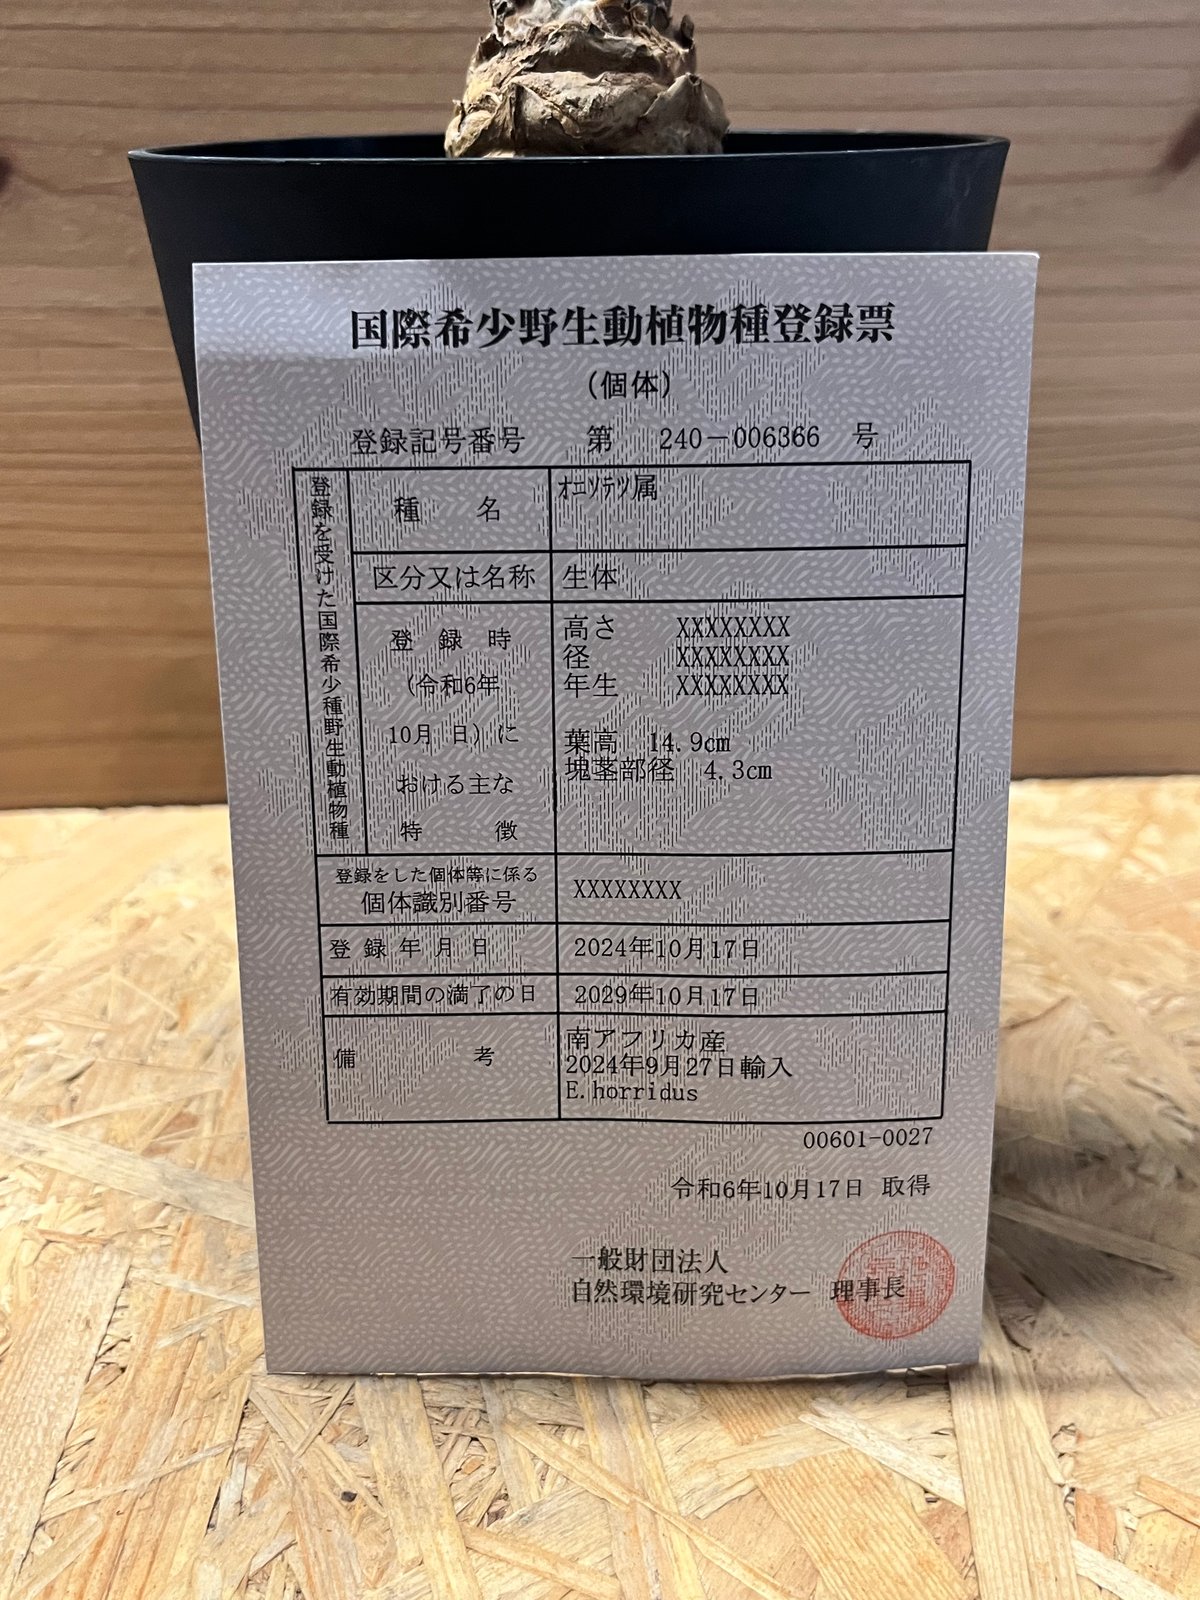 国際希少野生動植物種登録票
（個体）
登録記号番号 第 240－006366 号
登録を受けた国際希少種野生動植物種
種 名 ｵﾆｿﾃﾂ属
区分又は名称 生体
登 録 時
（令和6年
10月 日）に
おける主な
特 徴
高さ XXXXXXXX
径 XXXXXXXX
年生 XXXXXXXX
葉高 14.9cm
塊茎部径 4.3cm
登録をした個体等に係る
個体識別番号 XXXXXXXX
登 録 年 月 日 2024年10月17日
有効期間の満了の日 2029年10月17日
備 考
南アフリカ産
2024年9月27日輸入
E.horridus
00601-0027
令和6年10月17日 取得
一般財団法人
自然環境研究センター 理事長